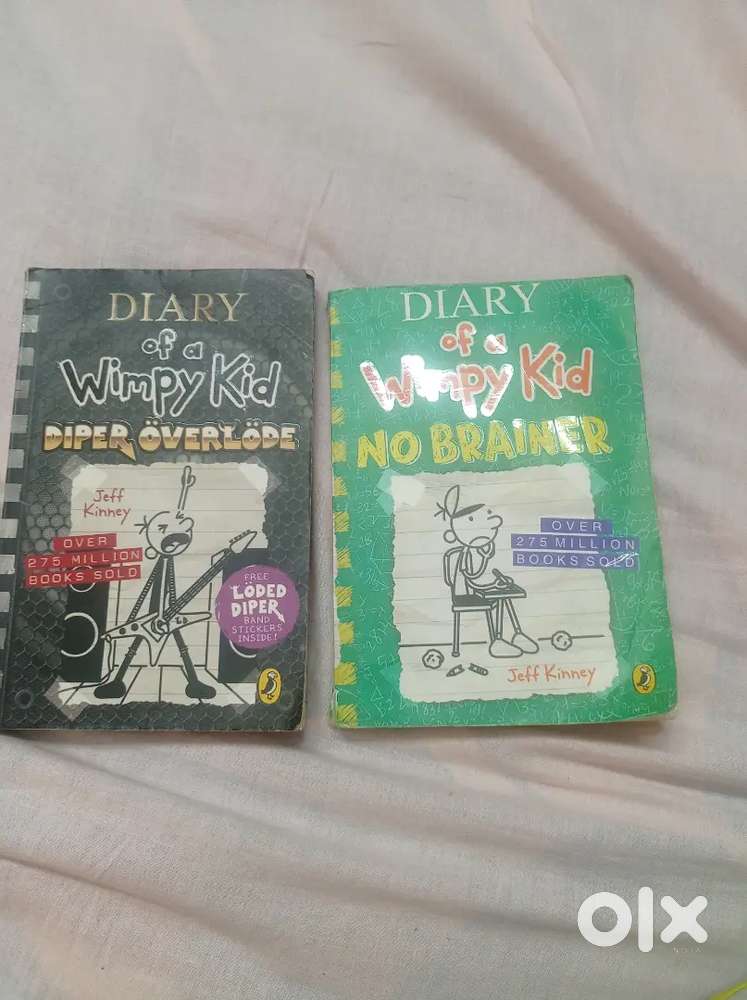 DIARY
of a
Wimpy Kid
DIPER ÖVERLÖDE
Jeff
Kinney
OVER
275 MILLION
BOOKS SOLD
FREE
LÖDED
DIPER
BAND
STICKERS
INSIDE!
DIARY
of a
Wimpy Kid
NO BRAINER
OVER
275 MILLION
BOOKS SOLD
Jeff Kinney
olx
INDIA